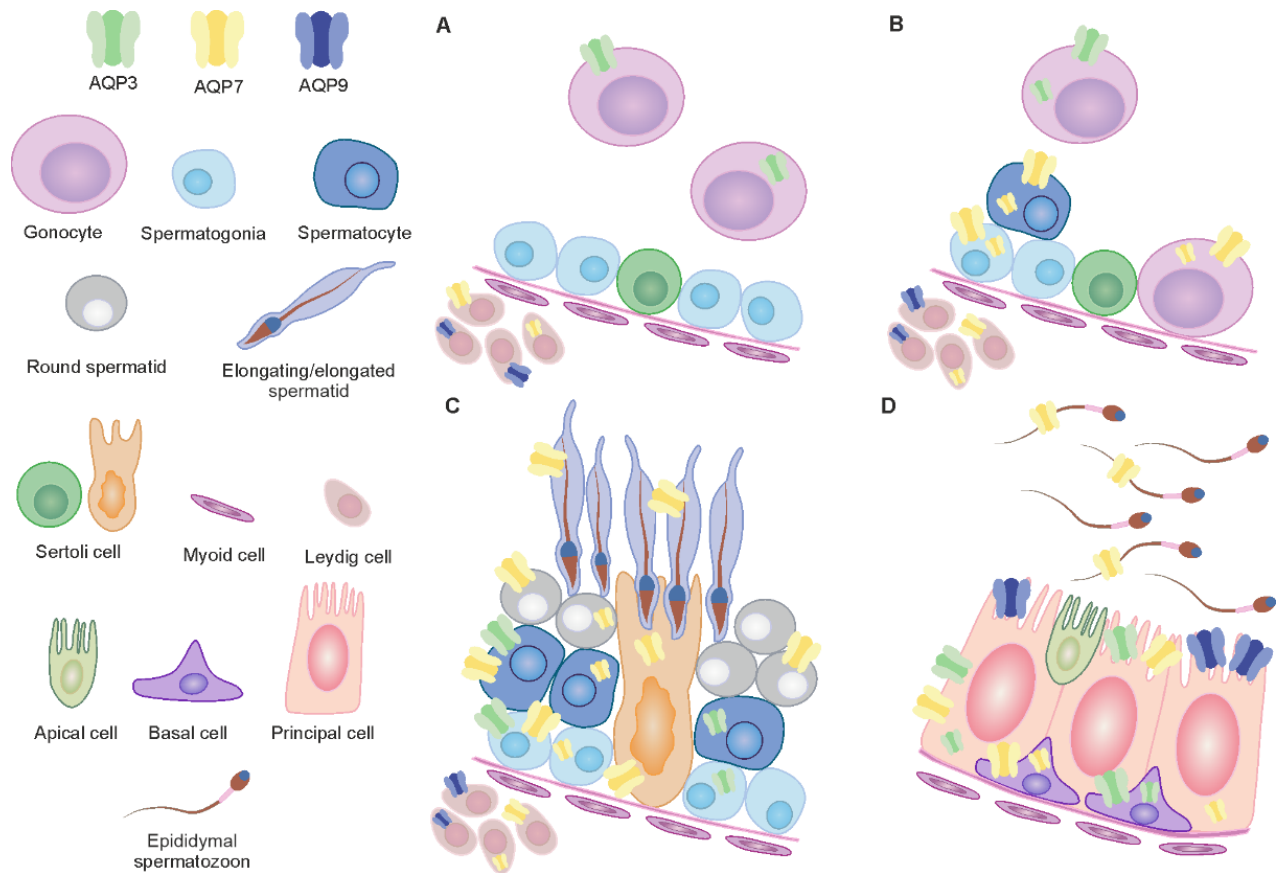 AQP3
AQP7
AQP9
A
B
Gonocyte
Spermatogonia
Spermatocyte
Round spermatid
Elongating/elongated
spermatid
C
D
Sertoli cell
Myoid cell
Leydig cell
Apical cell
Basal cell
Principal cell
Epididymal
spermatozoon